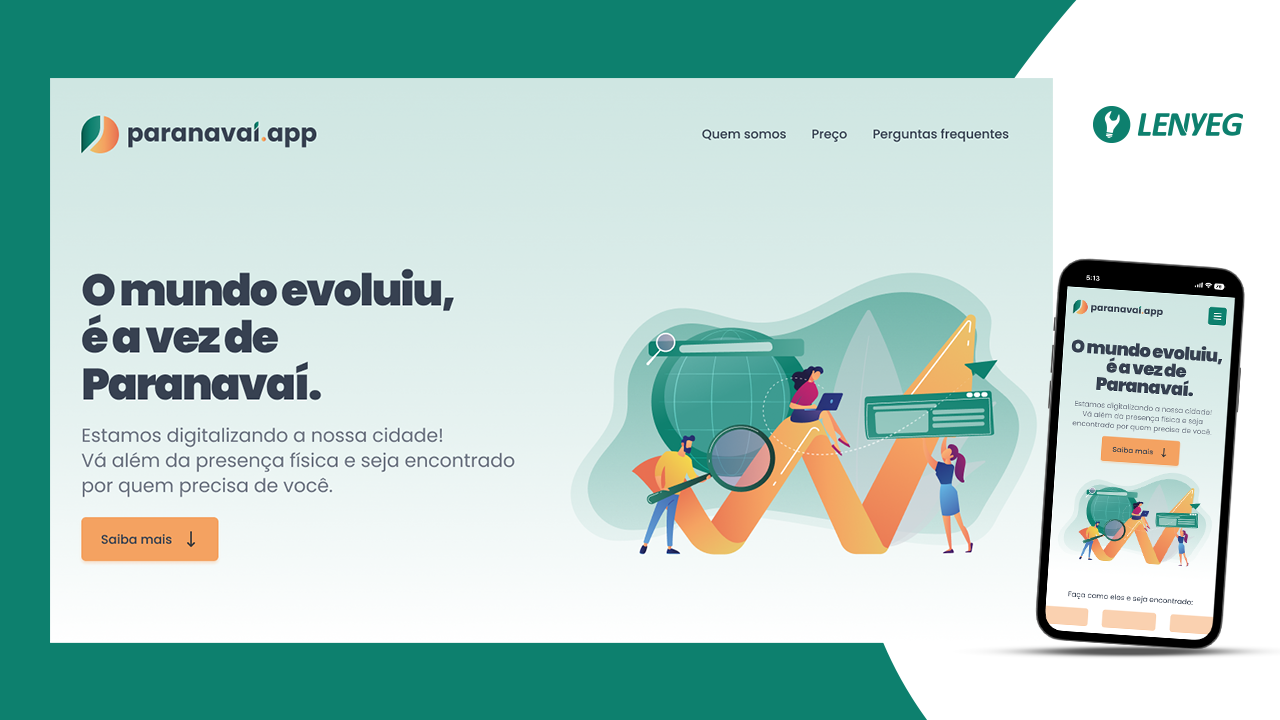 paranavaí.app
Quem somos
Preço
Perguntas frequentes
O mundo evoluiu,
é a vez de
Paranavaí.
Estamos digitalizando a nossa cidade!
Vá além da presença física e seja encontrado
por quem precisa de você.
Saiba mais
LENYEG
5:13
paranavaí.app
O mundo evoluiu,
é a vez de
Paranavaí.
Estamos digitalizando a nossa cidade!
Vá além da presença física e seja
encontrado por quem precisa de você.
Saiba mais
Faça como eles e seja encontrado: